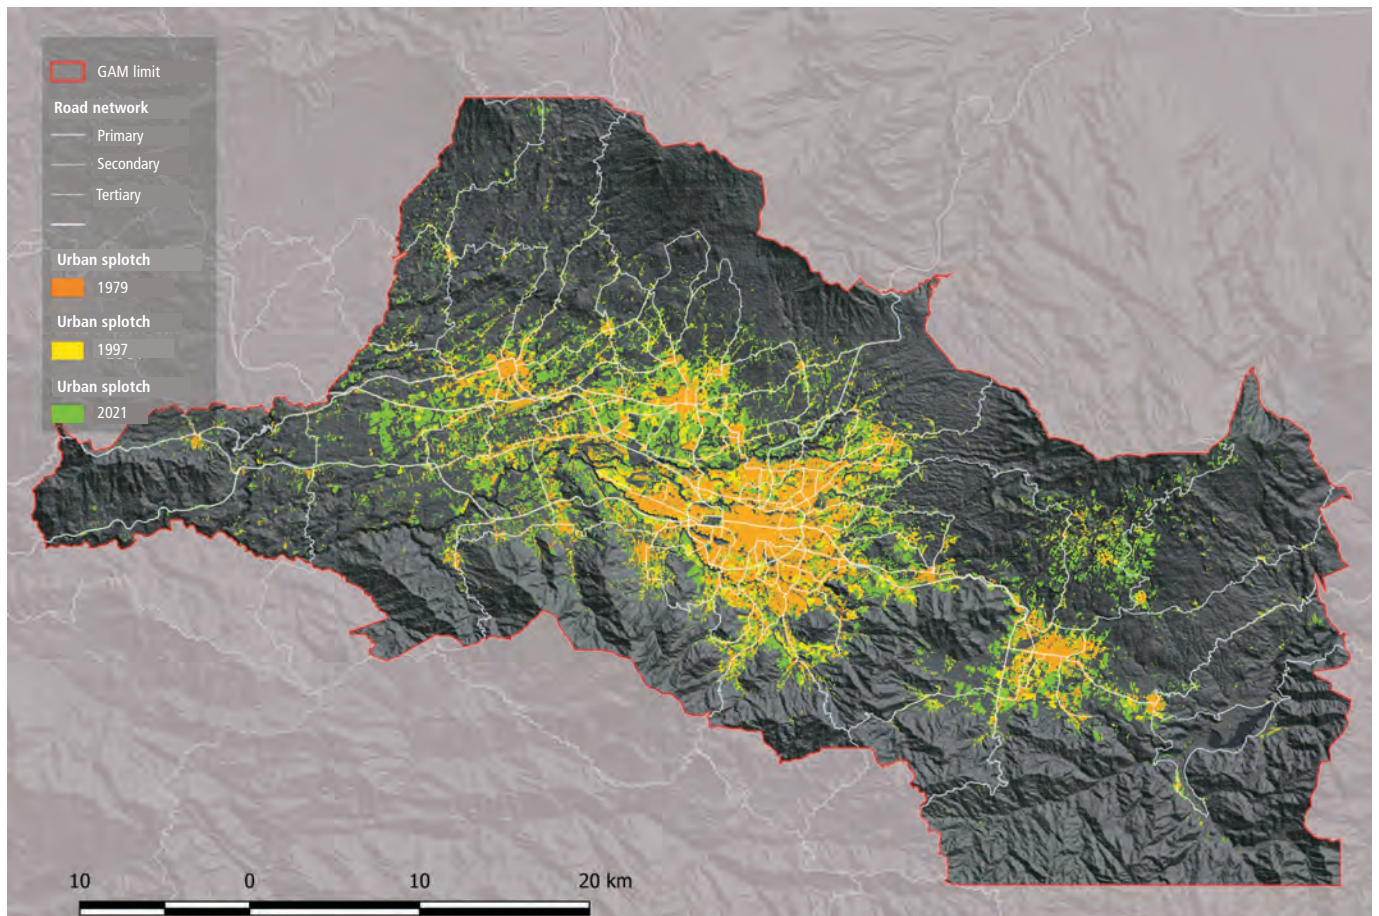 GAM limit
Road network
Primary
Secondary
Tertiary
Urban splotch
1979
Urban splotch
1997
Urban splotch
2021
10 0 10 20 km